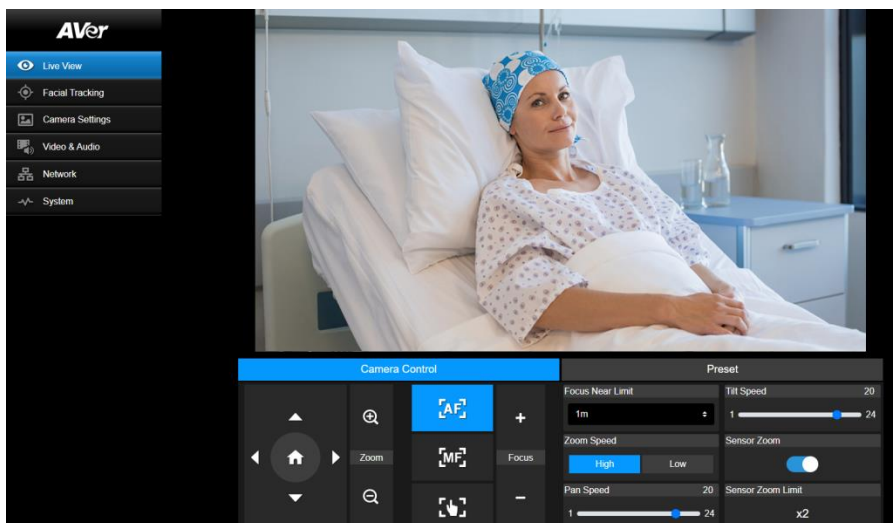 AVer
Live View
Facial Tracking
Camera Settings
Video & Audio
Network
System
Camera Control
Preset
AF
MF
Zoom
Focus
Focus Near Limit
1m
Tilt Speed 20
1 24
Zoom Speed
High Low
Sensor Zoom
Pan Speed 20
1 24
Sensor Zoom Limit
x2